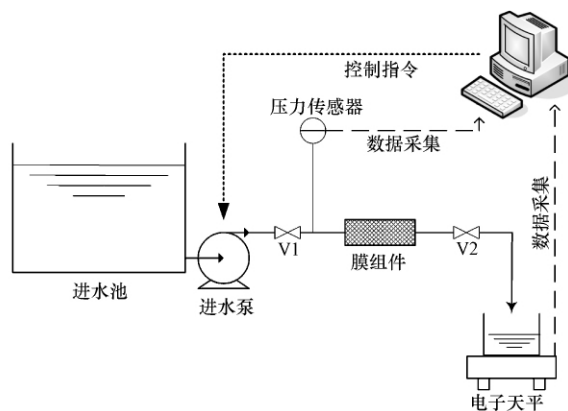 控制指令
压力传感器
数据采集
数据采集
V1
V2
膜组件
进水池
进水泵
电子天平